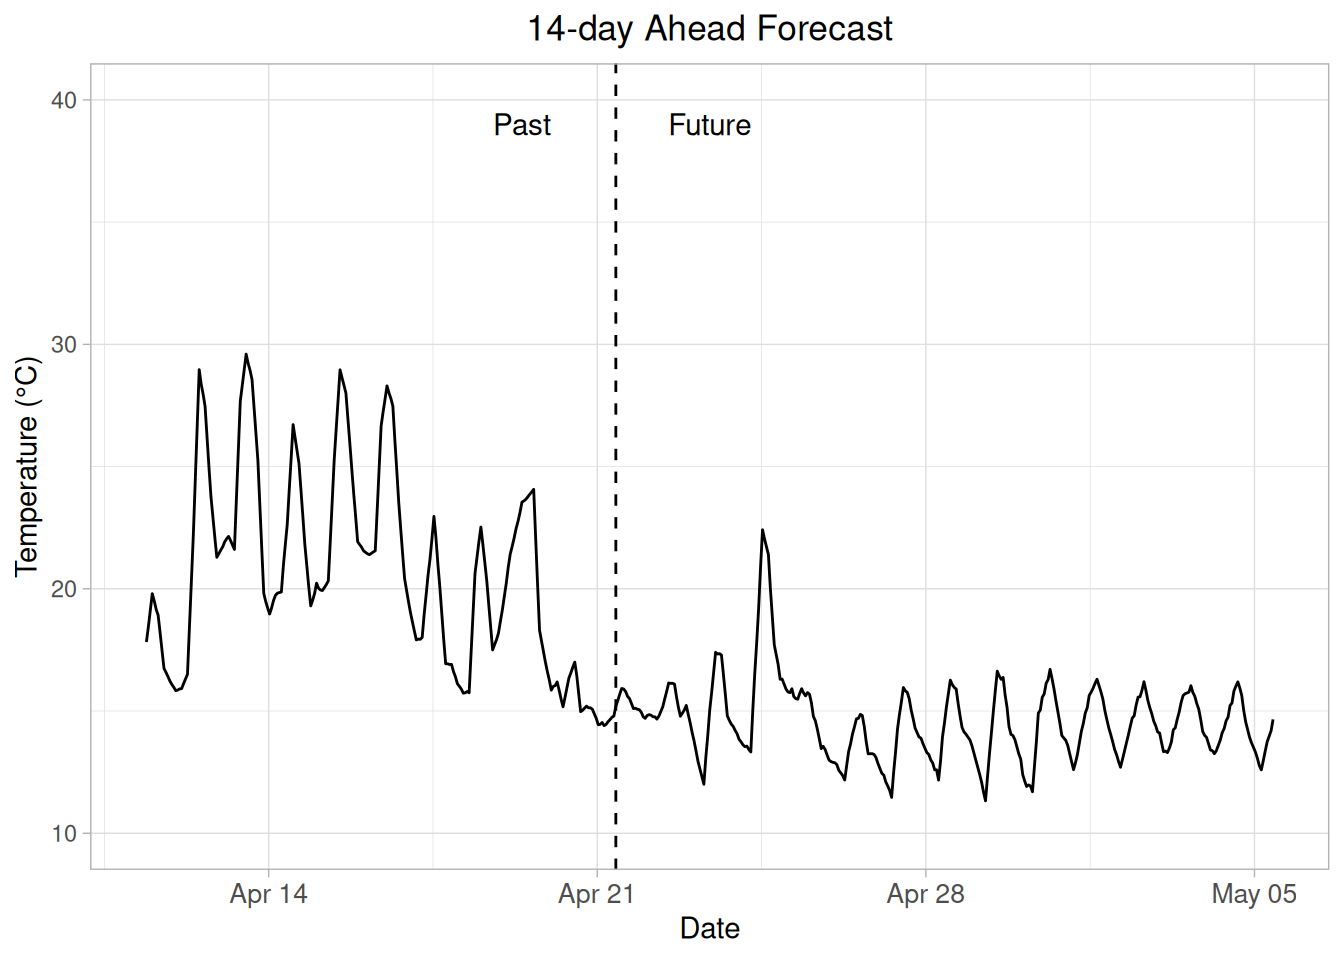 14-day Ahead Forecast
40
Past
Future
30
Temperature (°C)
20
10
Apr 14
Apr 21
Apr 28
May 05
Date